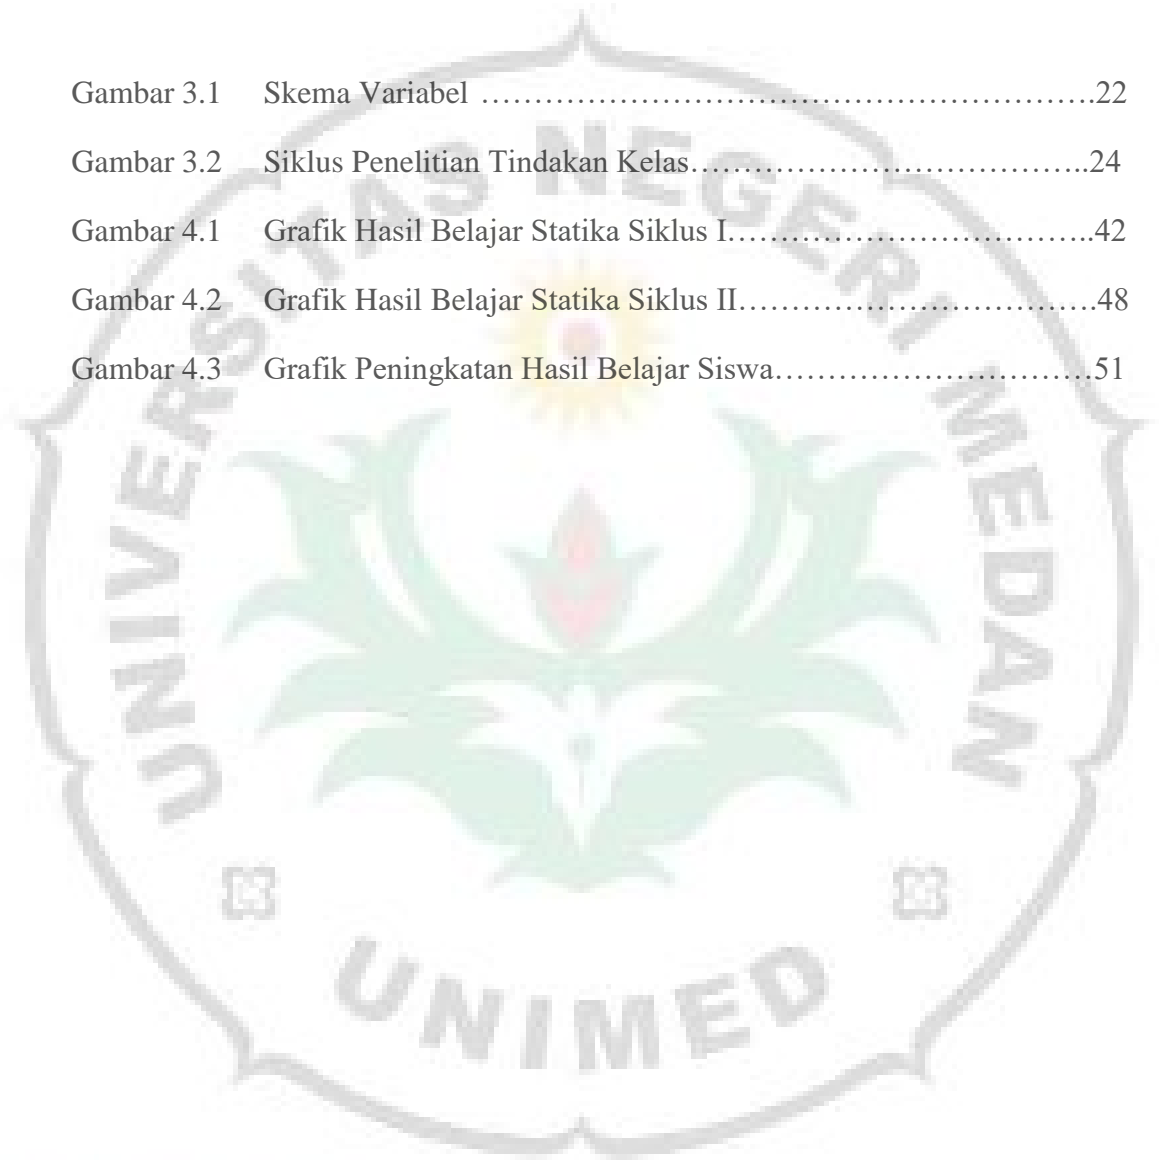 Gambar 3.1 Skema Variabel ……………………………………………….……….22
Gambar 3.2 Siklus Penelitian Tindakan Kelas………………………………..24
Gambar 4.1 Grafik Hasil Belajar Statika Siklus I……………………………..42
Gambar 4.2 Grafik Hasil Belajar Statika Siklus II…………………………….48
Gambar 4.3 Grafik Peningkatan Hasil Belajar Siswa…………………………51
UNIVERSITAS NEGERI MEDAN
UNIMED